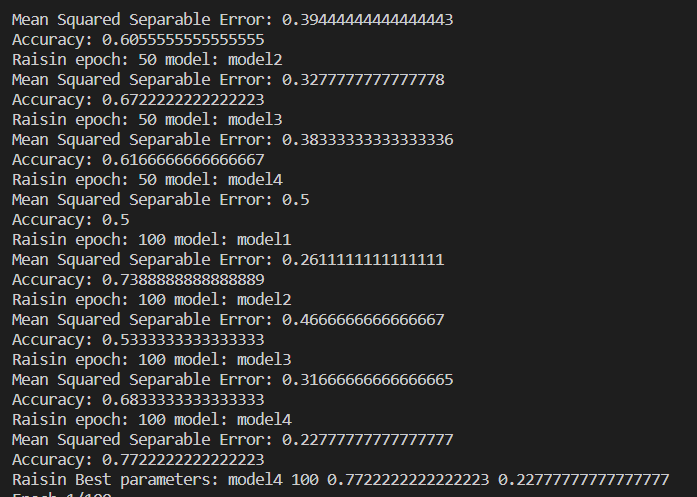 Mean Squared Separable Error: 0.39444444444444443
Accuracy: 0.6055555555555555
Raisin epoch: 50 model: model2
Mean Squared Separable Error: 0.3277777777777778
Accuracy: 0.6722222222222223
Raisin epoch: 50 model: model3
Mean Squared Separable Error: 0.38333333333333336
Accuracy: 0.6166666666666667
Raisin epoch: 50 model: model4
Mean Squared Separable Error: 0.5
Accuracy: 0.5
Raisin epoch: 100 model: model1
Mean Squared Separable Error: 0.2611111111111111
Accuracy: 0.7388888888888889
Raisin epoch: 100 model: model2
Mean Squared Separable Error: 0.4666666666666667
Accuracy: 0.5333333333333333
Raisin epoch: 100 model: model3
Mean Squared Separable Error: 0.31666666666666665
Accuracy: 0.6833333333333333
Raisin epoch: 100 model: model4
Mean Squared Separable Error: 0.22777777777777777
Accuracy: 0.7722222222222223
Raisin Best parameters: model4 100 0.7722222222222223 0.22777777777777777
Epoch 1/100